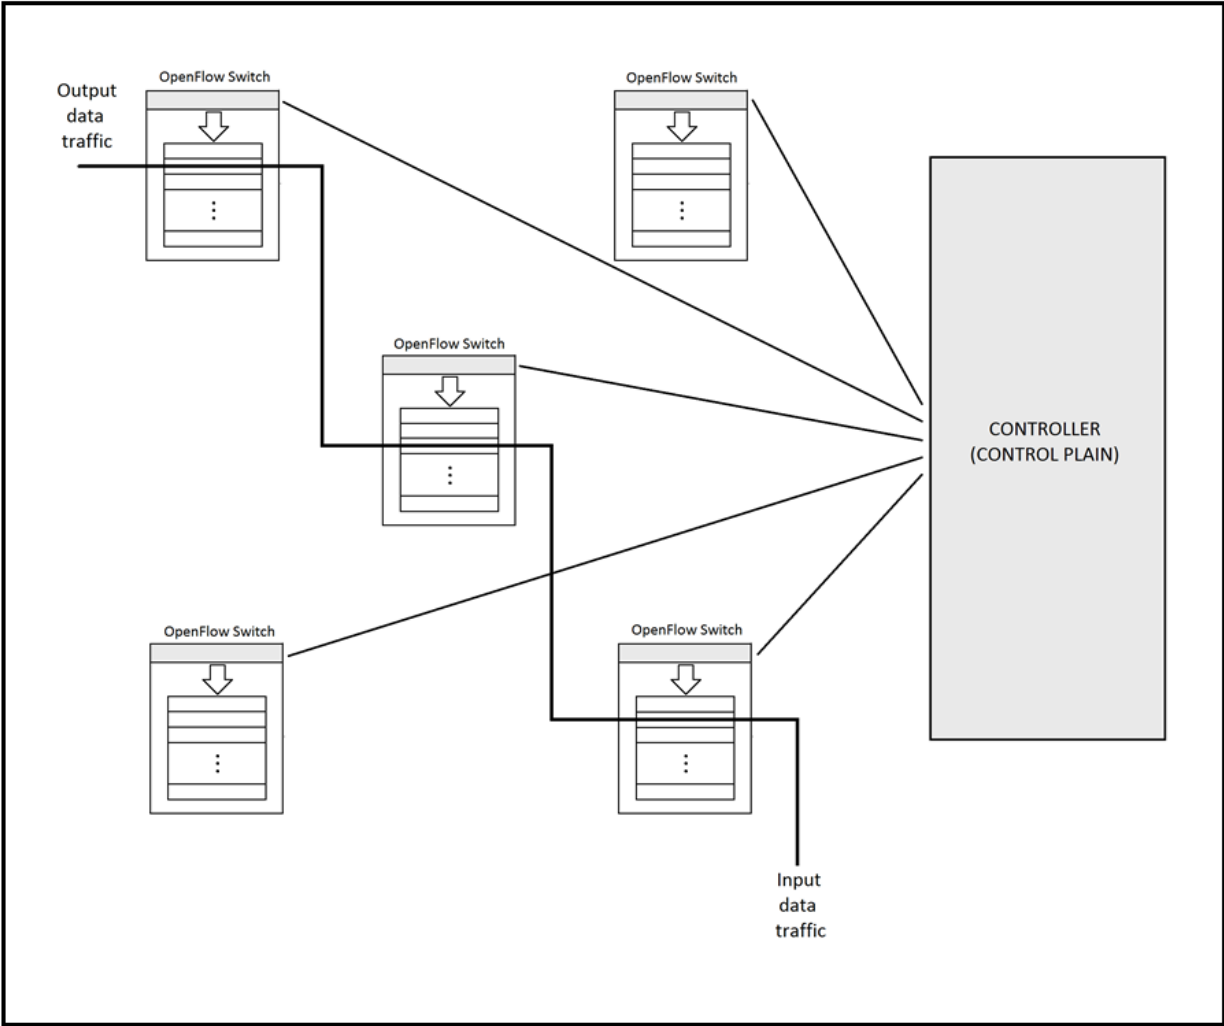 OpenFlow Switch
OpenFlow Switch
Output
data
traffic
OpenFlow Switch
CONTROLLER
(CONTROL PLAIN)
OpenFlow Switch
OpenFlow Switch
Input
data
traffic